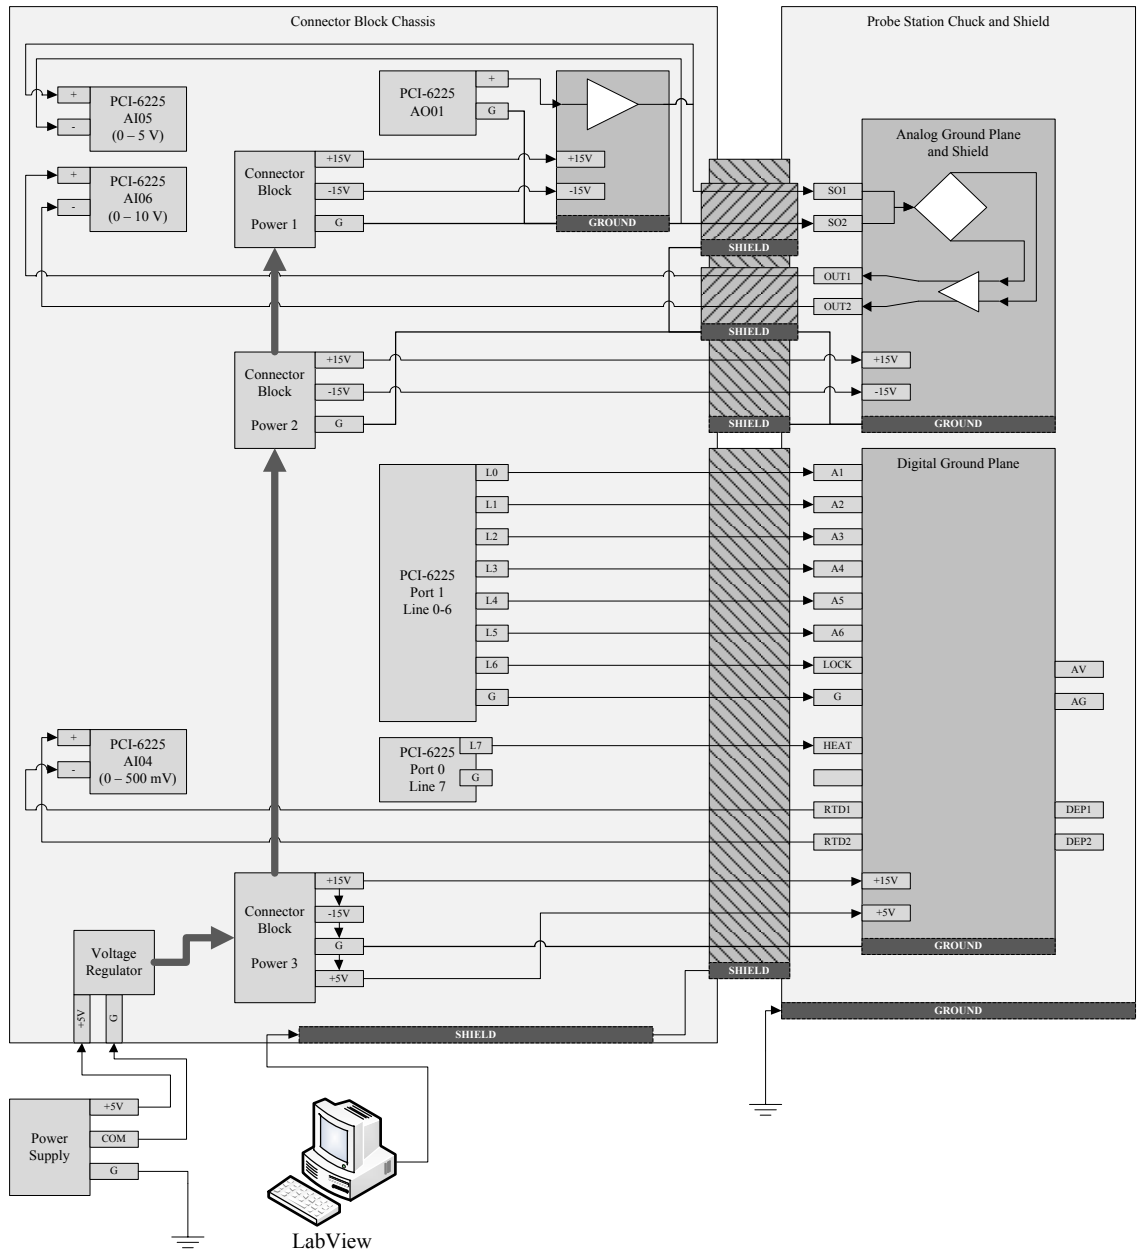 Connector Block Chassis
Probe Station Chuck and Shield
+
-
PCI-6225
AI05
(0 – 5 V)
+
-
PCI-6225
AI06
(0 – 10 V)
PCI-6225
AO01
+
G
+15V
-15V
GROUND
Connector
Block
Power 1
+15V
-15V
G
SHIELD
SHIELD
SHIELD
Analog Ground Plane
and Shield
SO1
SO2
OUT1
OUT2
+15V
-15V
GROUND
Connector
Block
Power 2
+15V
-15V
G
PCI-6225
Port 1
Line 0-6
L0
L1
L2
L3
L4
L5
L6
G
Digital Ground Plane
A1
A2
A3
A4
A5
A6
LOCK
G
HEAT
RTD1
RTD2
+15V
+5V
GROUND
AV
AG
DEP1
DEP2
+
-
PCI-6225
AI04
(0 – 500 mV)
PCI-6225
Port 0
Line 7
L7
G
Connector
Block
Power 3
+15V
-15V
G
+5V
SHIELD
Voltage
Regulator
+5V
G
SHIELD
GROUND
Power
Supply
+5V
COM
G
LabView